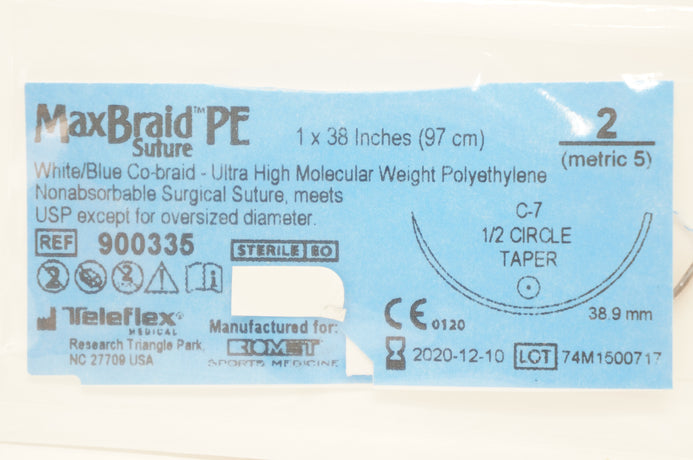 MaxBraid™ PE
Suture
1 x 38 Inches (97 cm)
2
(metric 5)
White/Blue Co-braid - Ultra High Molecular Weight Polyethylene
Nonabsorbable Surgical Suture, meets
USP except for oversized diameter.
REF 900335
STERILE EO
C-7
1/2 CIRCLE
TAPER
38.9 mm
Teleflex
MEDICAL
Research Triangle Park,
NC 27709 USA
Manufactured for:
BIOMET
SPORTS MEDICINE
CE 0120
2020-12-10
LOT 74M1500717